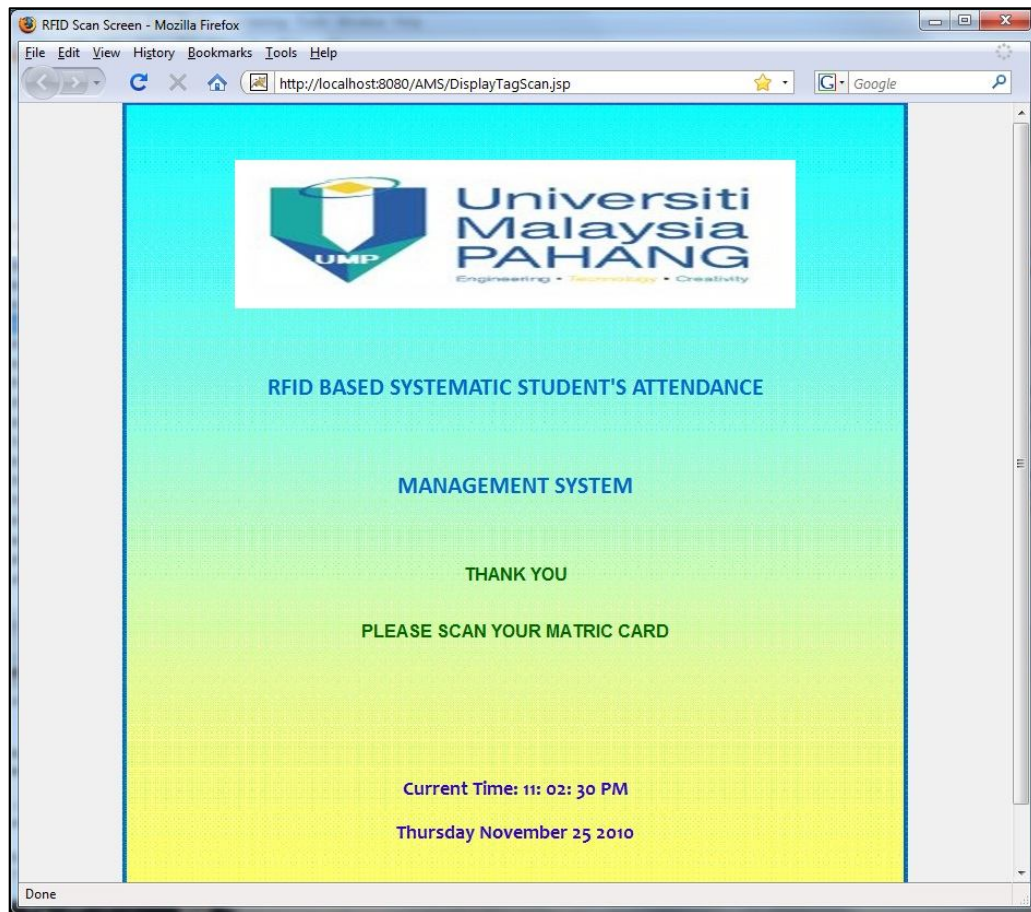 RFID Scan Screen - Mozilla Firefox
File Edit View History Bookmarks Tools Help
http://localhost:8080/AMS/DisplayTagScan.jsp
G Google
Universiti
Malaysia
PAHANG
UMP
Engineering • Technology • Creativity
RFID BASED SYSTEMATIC STUDENT'S ATTENDANCE
MANAGEMENT SYSTEM
THANK YOU
PLEASE SCAN YOUR MATRIC CARD
Current Time: 11: 02: 30 PM
Thursday November 25 2010
Done